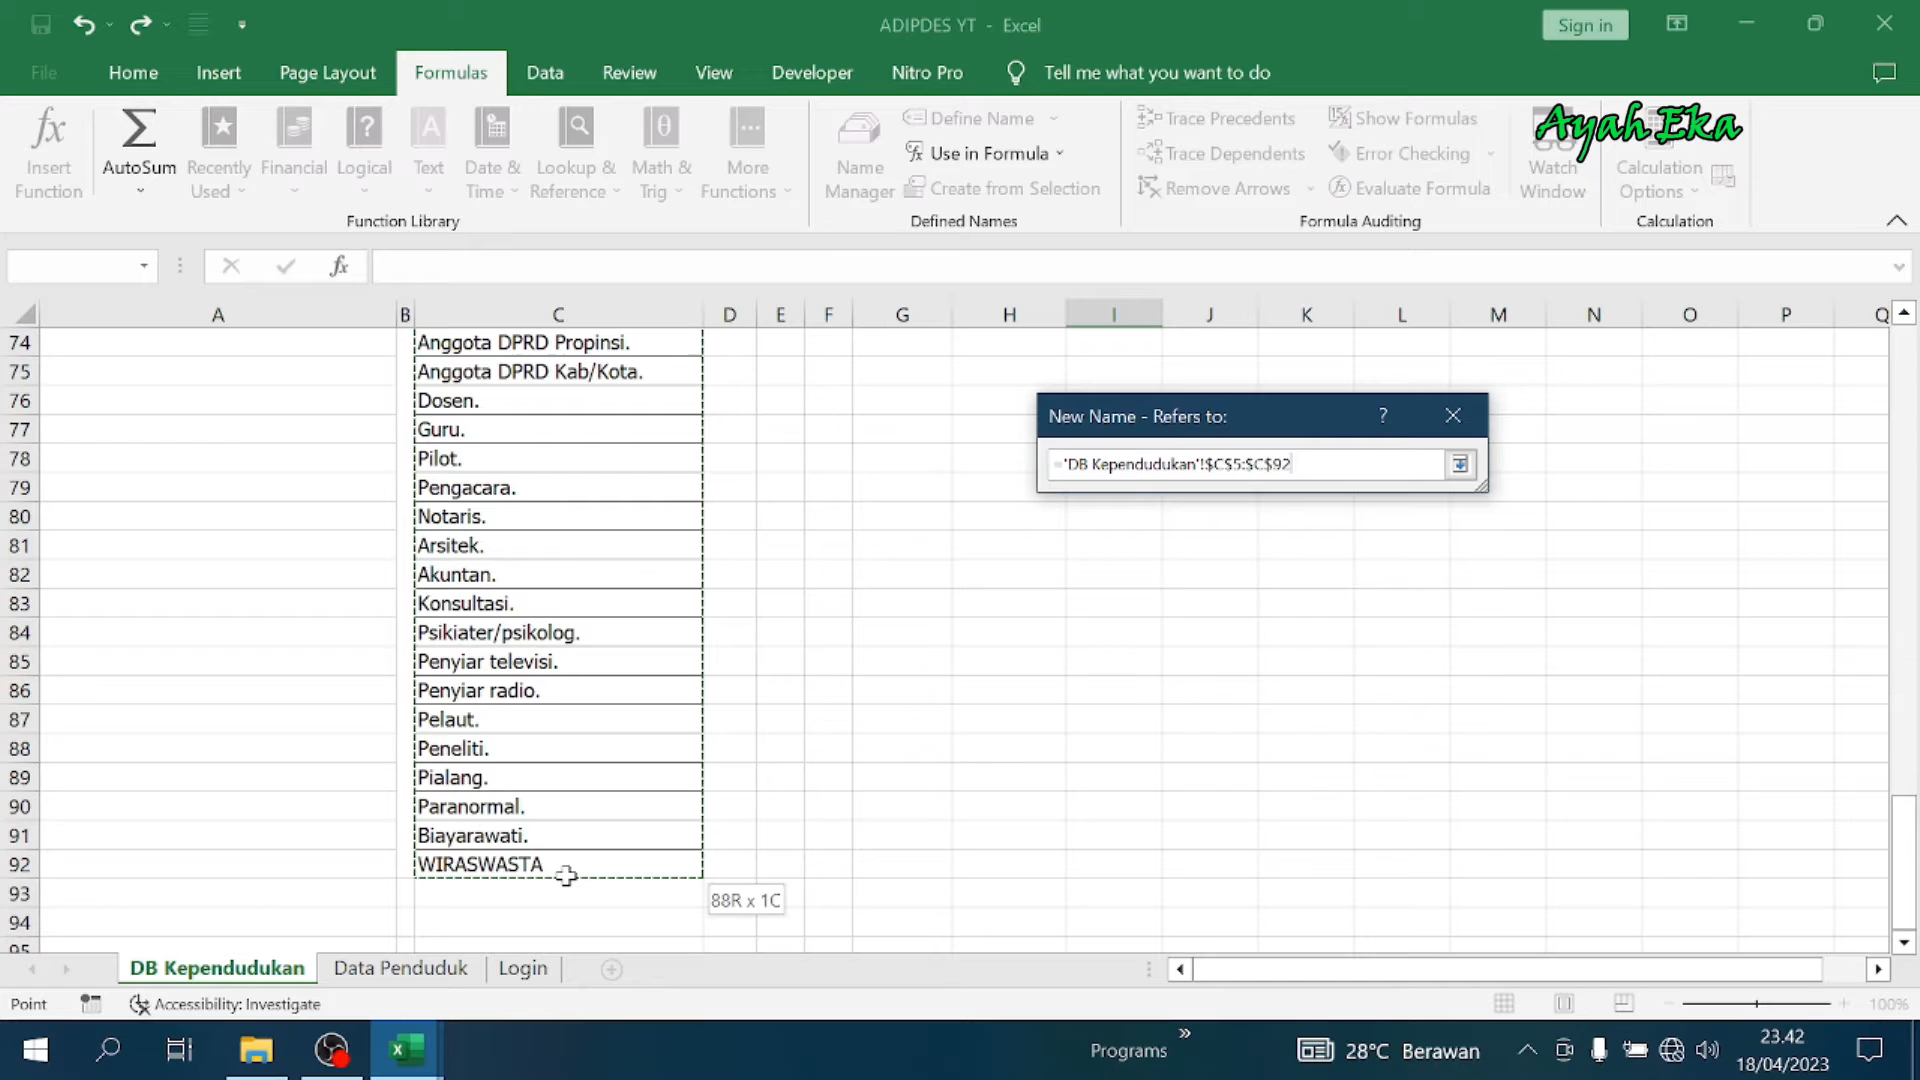 ADIPDES YT - Excel
Sign in
File Home Insert Page Layout Formulas Data Review View Developer Nitro Pro Tell me what you want to do
Insert Function
AutoSum
Recently Used
Financial
Logical
Text
Date & Time
Lookup & Reference
Math & Trig
More Functions
Function Library
Name Manager
Define Name
Use in Formula
Create from Selection
Defined Names
Trace Precedents
Trace Dependents
Remove Arrows
Show Formulas
Error Checking
Evaluate Formula
Formula Auditing
Watch Window
Calculation Options
Calculation
Ayah Eka
fx
A B C D E F G H I J K L M N O P Q
74 Anggota DPRD Propinsi.
75 Anggota DPRD Kab/Kota.
76 Dosen.
77 Guru.
78 Pilot.
79 Pengacara.
80 Notaris.
81 Arsitek.
82 Akuntan.
83 Konsultasi.
84 Psikiater/psikolog.
85 Penyiar televisi.
86 Penyiar radio.
87 Pelaut.
88 Peneliti.
89 Pialang.
90 Paranormal.
91 Biayarawati.
92 WIRASWASTA
93
94
95
88R x 1C
New Name - Refers to:
='DB Kependudukan'!$C$5:$C$92
DB Kependudukan Data Penduduk Login
Point Accessibility: Investigate 100%
Programs 28°C Berawan 23.42
18/04/2023